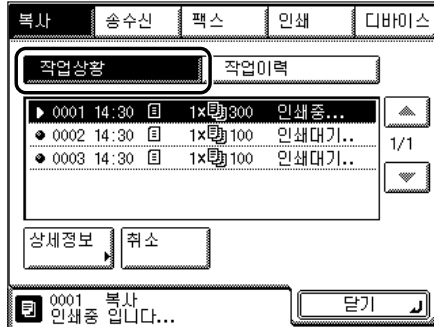 복사 송수신 팩스 인쇄 디바이스
작업상황 작업이력
0001 14:30 1×300 인쇄중...
0002 14:30 1×100 인쇄대기..
0003 14:30 1×100 인쇄대기..
1/1
상세정보 취소
0001 복사
인쇄중 입니다...
닫기